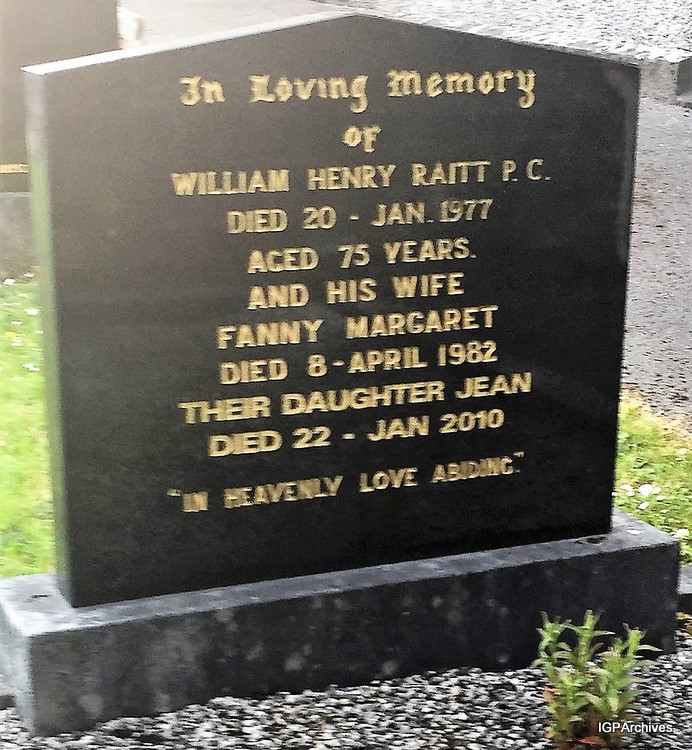 In Loving Memory
of
WILLIAM HENRY RAITT P.C.
DIED 20 - JAN. 1977
AGED 75 YEARS.
AND HIS WIFE
FANNY MARGARET
DIED 8 - APRIL 1982
THEIR DAUGHTER JEAN
DIED 22 - JAN 2010
"IN HEAVENLY LOVE ABIDING."
IGPArchives